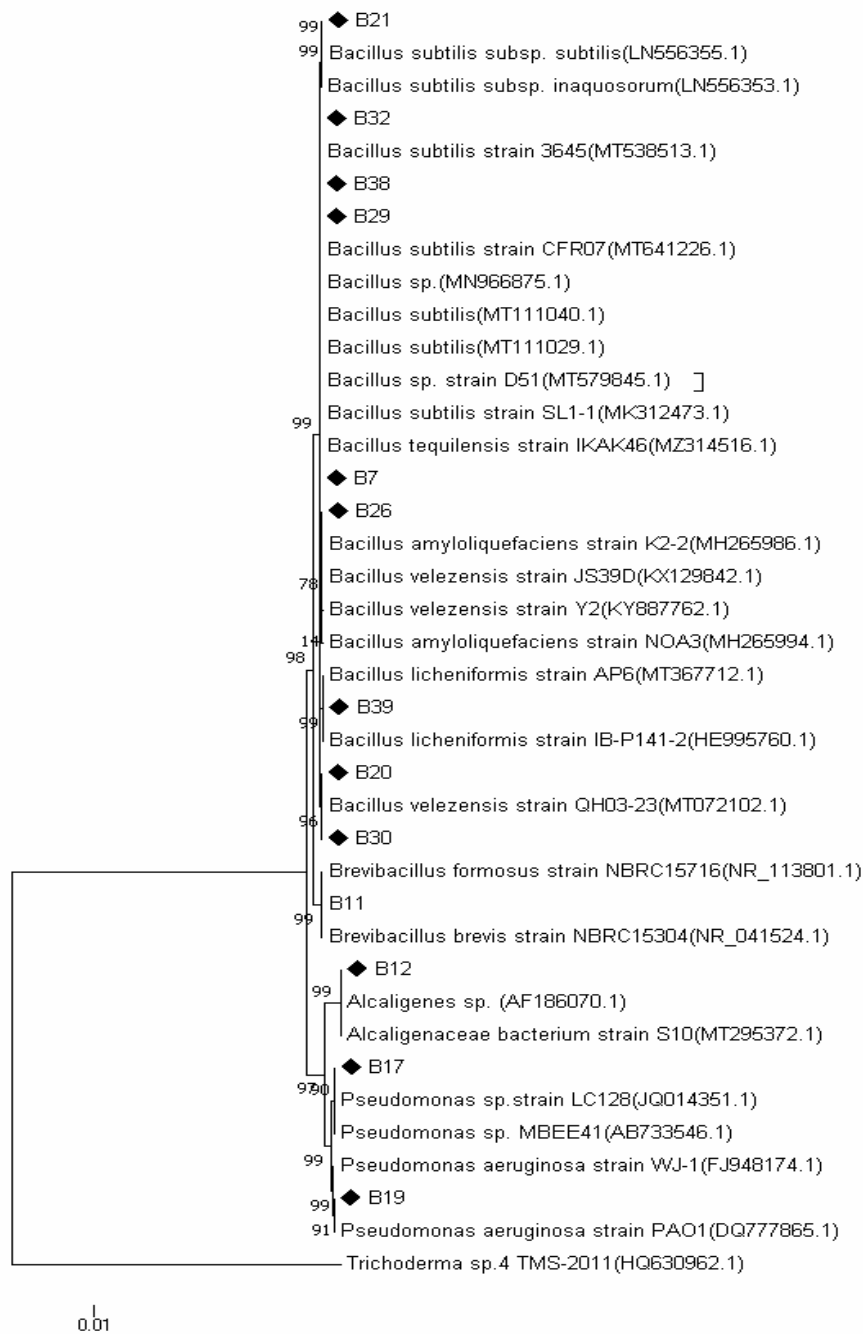 99
B21
99
Bacillus subtilis subsp. subtilis(LN556355.1)
Bacillus subtilis subsp. inaquosorum(LN556353.1)
B32
Bacillus subtilis strain 3645(MT538513.1)
B38
B29
Bacillus subtilis strain CFR07(MT641226.1)
Bacillus sp.(MN966875.1)
Bacillus subtilis(MT111040.1)
Bacillus subtilis(MT111029.1)
Bacillus sp. strain D51(MT579845.1)
Bacillus subtilis strain SL1-1(MK312473.1)
99
Bacillus tequilensis strain IKAK46(MZ314516.1)
B7
B26
Bacillus amyloliquefaciens strain K2-2(MH265986.1)
78
Bacillus velezensis strain JS39D(KX129842.1)
Bacillus velezensis strain Y2(KY887762.1)
14
Bacillus amyloliquefaciens strain NOA3(MH265994.1)
98
Bacillus licheniformis strain AP6(MT367712.1)
B39
99
Bacillus licheniformis strain IB-P141-2(HE995760.1)
B20
Bacillus velezensis strain QH03-23(MT072102.1)
96
B30
Brevibacillus formosus strain NBRC15716(NR_113801.1)
B11
99
Brevibacillus brevis strain NBRC15304(NR_041524.1)
B12
99
Alcaligenes sp. (AF186070.1)
Alcaligenaceae bacterium strain S10(MT295372.1)
B17
97
90
Pseudomonas sp.strain LC128(JQ014351.1)
Pseudomonas sp. MBEE41(AB733546.1)
99
Pseudomonas aeruginosa strain WJ-1(FJ948174.1)
B19
99
91
Pseudomonas aeruginosa strain PAO1(DQ777865.1)
Trichoderma sp.4 TMS-2011(HQ630962.1)
0.01